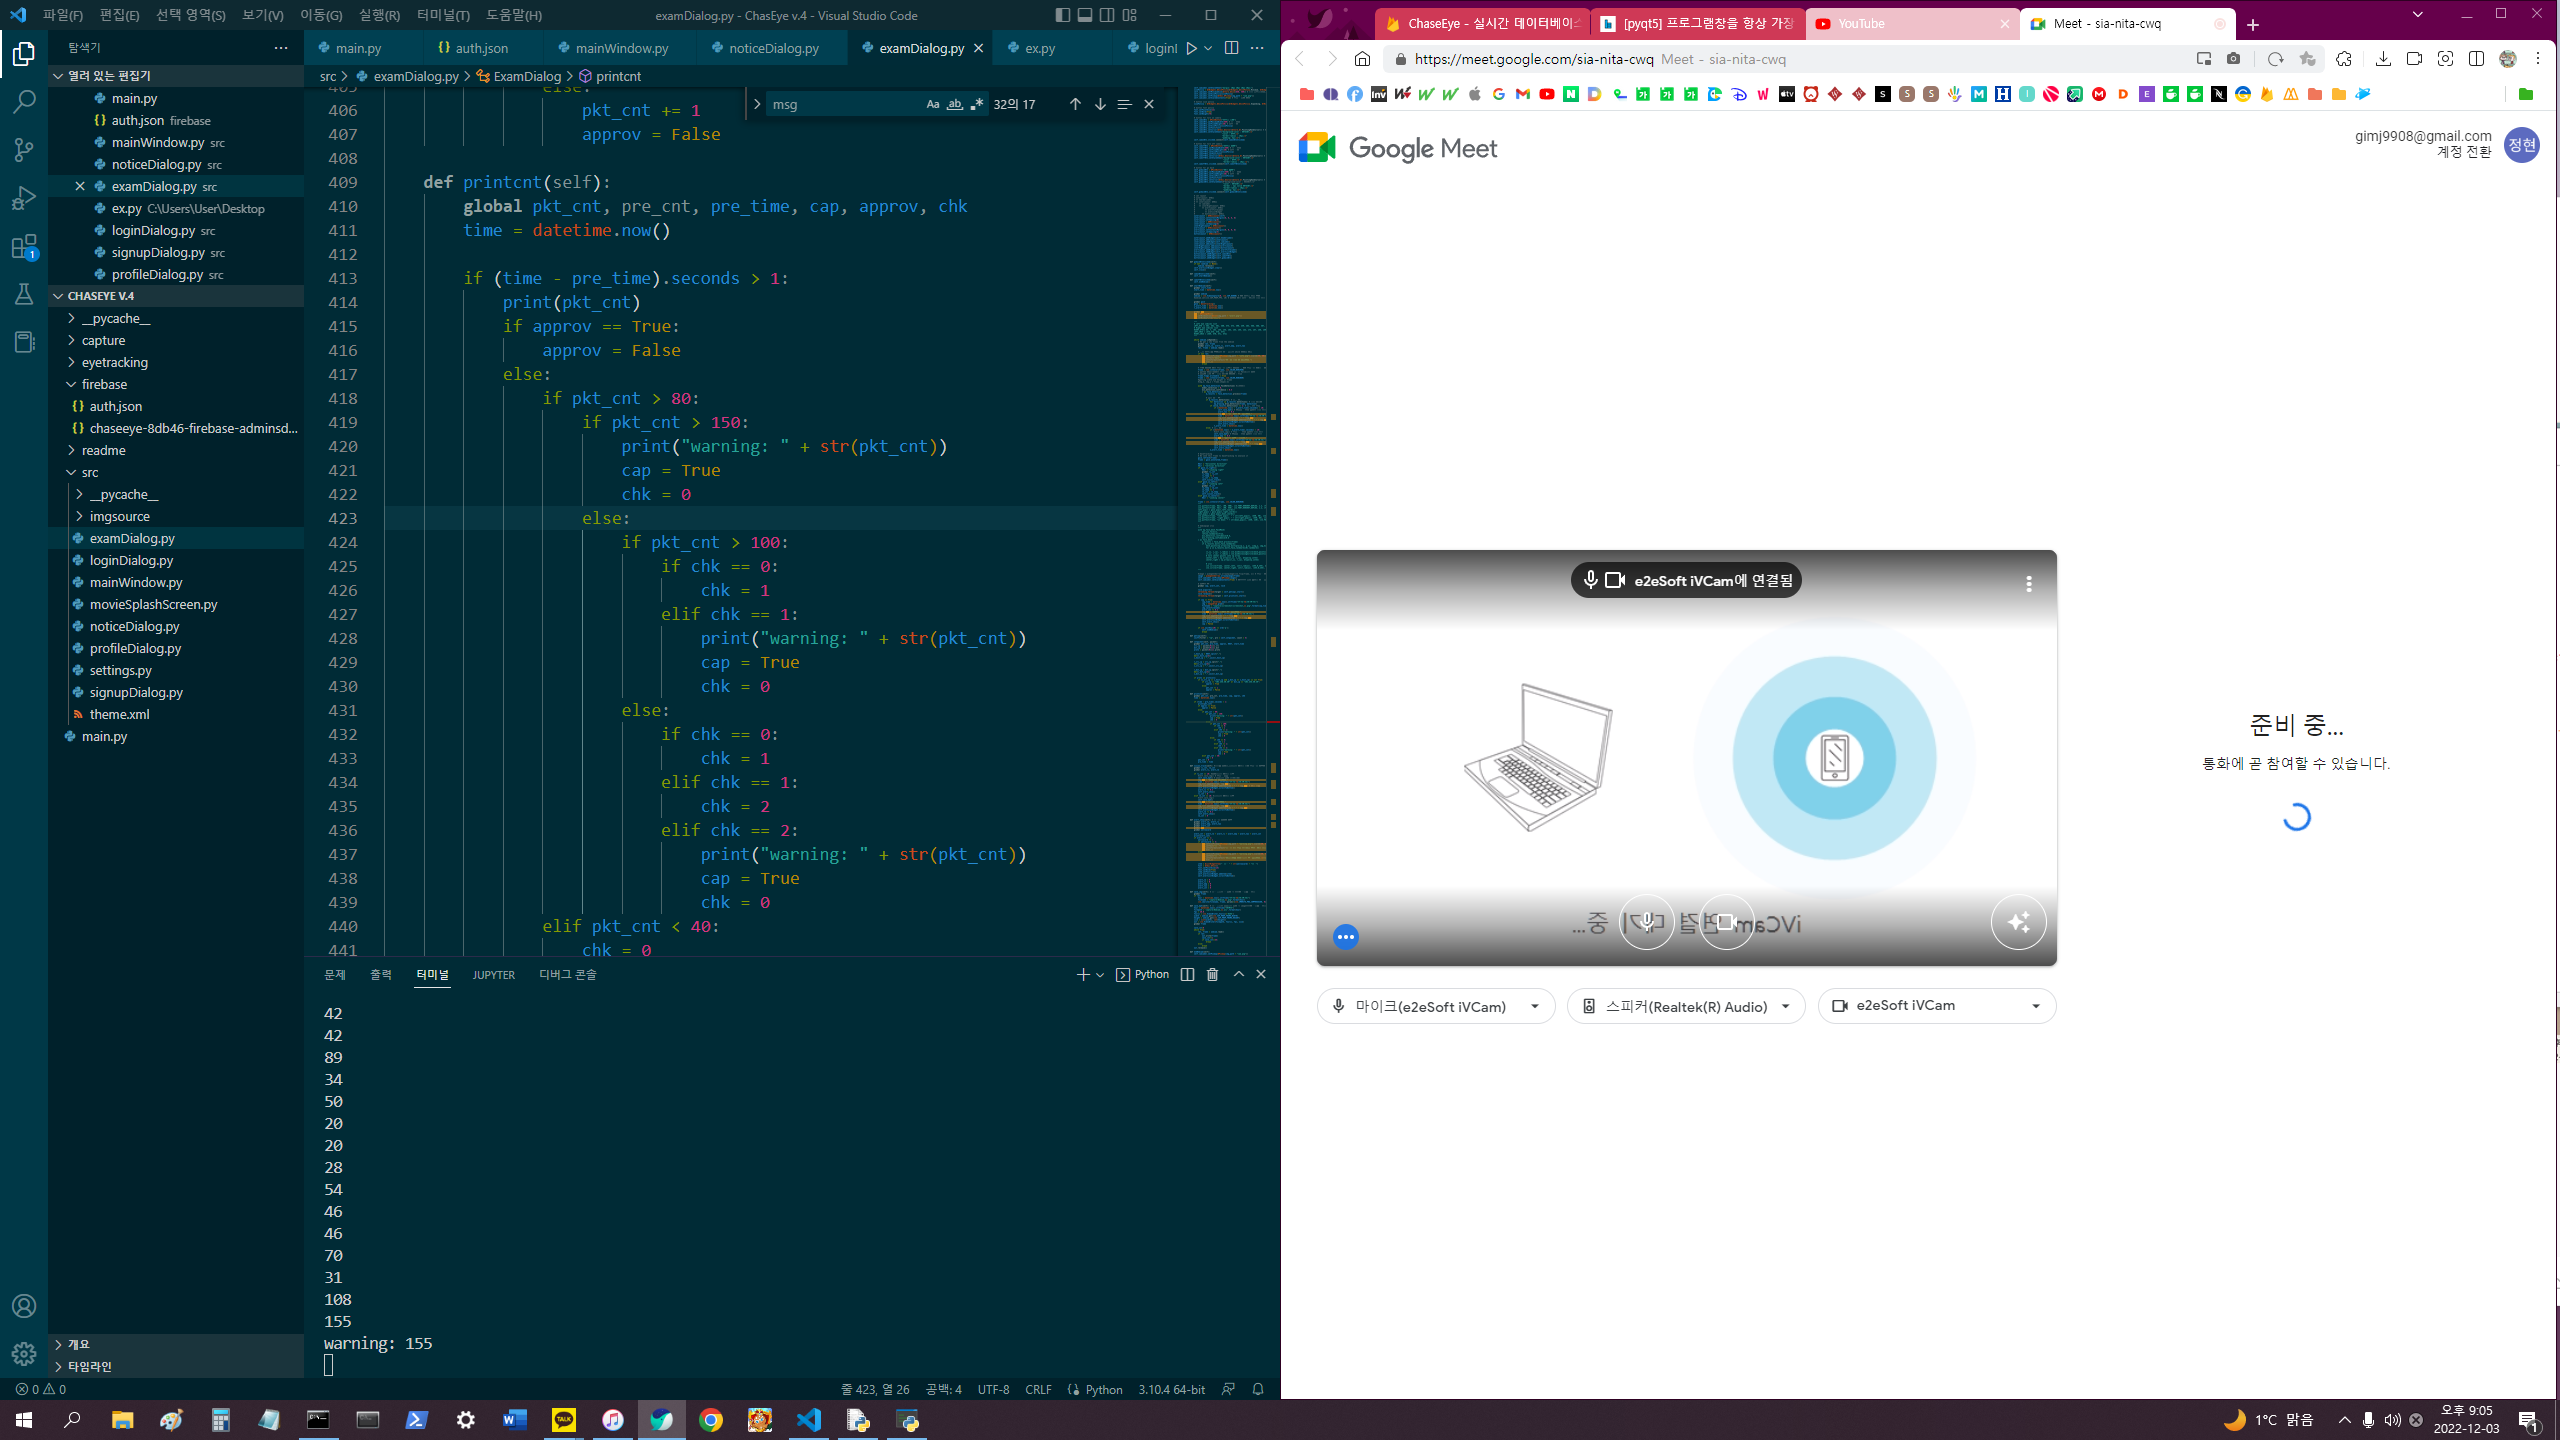 파일(F) 편집(E) 선택 영역(S) 보기(V) 이동(G) 실행(R) 터미널(T) 도움말(H)
examDialog.py - ChasEye v.4 - Visual Studio Code
탐색기
열려 있는 편집기
main.py
auth.json firebase
mainWindow.py src
noticeDialog.py src
examDialog.py src
ex.py C:\Users\User\Desktop
loginDialog.py src
signupDialog.py src
profileDialog.py src
CHASEYE V.4
__pycache__
capture
eyetracking
firebase
auth.json
chaseeye-8db46-firebase-adminsd...
readme
src
__pycache__
imgsource
examDialog.py
loginDialog.py
mainWindow.py
movieSplashScreen.py
noticeDialog.py
profileDialog.py
settings.py
signupDialog.py
theme.xml
main.py
개요
타임라인
main.py auth.json mainWindow.py noticeDialog.py examDialog.py ex.py loginI
src > examDialog.py > ExamDialog > printcnt
msg Aa ab 32의 17
405 else:
406 pkt_cnt += 1
407 approv = False
408
409 def printcnt(self):
410 global pkt_cnt, pre_cnt, pre_time, cap, approv, chk
411 time = datetime.now()
412
413 if (time - pre_time).seconds > 1:
414 print(pkt_cnt)
415 if approv == True:
416 approv = False
417 else:
418 if pkt_cnt > 80:
419 if pkt_cnt > 150:
420 print("warning: " + str(pkt_cnt))
421 cap = True
422 chk = 0
423 else:
424 if pkt_cnt > 100:
425 if chk == 0:
426 chk = 1
427 elif chk == 1:
428 print("warning: " + str(pkt_cnt))
429 cap = True
430 chk = 0
431 else:
432 if chk == 0:
433 chk = 1
434 elif chk == 1:
435 chk = 2
436 elif chk == 2:
437 print("warning: " + str(pkt_cnt))
438 cap = True
439 chk = 0
440 elif pkt_cnt < 40:
441 chk = 0
문제 출력 터미널 JUPYTER 디버그 콘솔
Python
42
42
89
34
50
20
20
28
54
46
46
70
31
108
155
warning: 155
0 0
줄 423, 열 26 공백: 4 UTF-8 CRLF Python 3.10.4 64-bit
ChaseEye - 실시간 데이터베이스
[pyqt5] 프로그램창을 항상 가장
YouTube
Meet - sia-nita-cwq
https://meet.google.com/sia-nita-cwq Meet - sia-nita-cwq
Google Meet
gimj9908@gmail.com
계정 전환
정현
e2eSoft iVCam에 연결됨
iVCam 연결 대기 중...
마이크(e2eSoft iVCam)
스피커(Realtek(R) Audio)
e2eSoft iVCam
준비 중...
통화에 곧 참여할 수 있습니다.
1°C 맑음
오후 9:05
2022-12-03
1